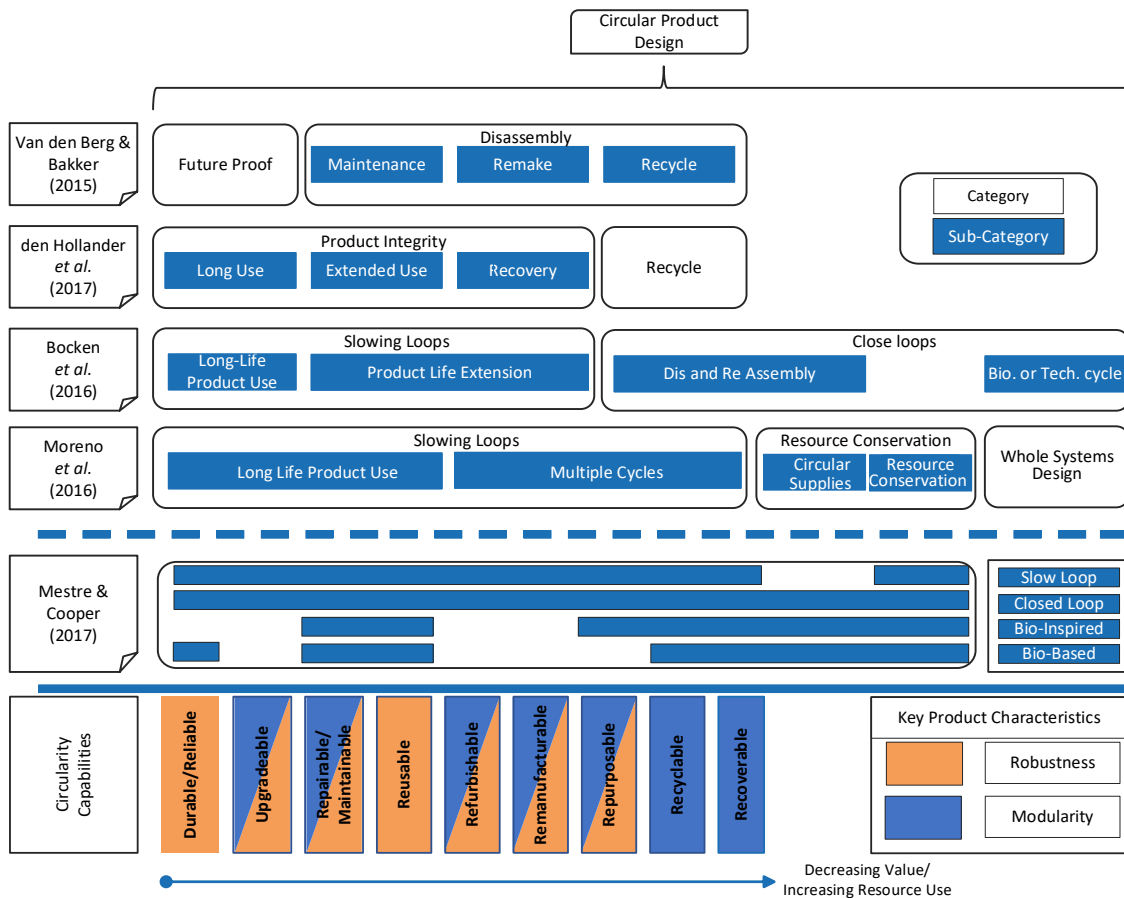 Circular Product
Design
Van den Berg &
Bakker
(2015)
Future Proof
Disassembly
Maintenance
Remake
Recycle
Category
Sub-Category
den Hollander
et al.
(2017)
Product Integrity
Long Use
Extended Use
Recovery
Recycle
Bocken
et al.
(2016)
Slowing Loops
Long-Life
Product Use
Product Life Extension
Close loops
Dis and Re Assembly
Bio. or Tech. cycle
Moreno
et al.
(2016)
Slowing Loops
Long Life Product Use
Multiple Cycles
Resource Conservation
Circular
Supplies
Resource
Conservation
Whole Systems
Design
Mestre &
Cooper
(2017)
Slow Loop
Closed Loop
Bio-Inspired
Bio-Based
Circularity
Capabilities
Durable/Reliable
Upgradeable
Repairable/
Maintainable
Reusable
Refurbishable
Remanufacturable
Repurposable
Recyclable
Recoverable
Key Product Characteristics
Robustness
Modularity
Decreasing Value/
Increasing Resource Use